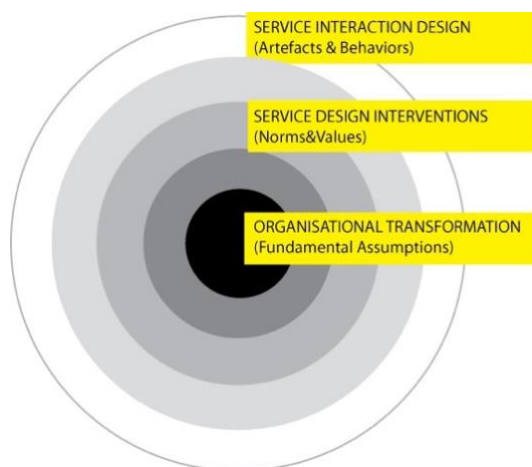 SERVICE INTERACTION DESIGN
(Artefacts & Behaviors)
SERVICE DESIGN INTERVENTIONS
(Norms&Values)
ORGANISATIONAL TRANSFORMATION
(Fundamental Assumptions)